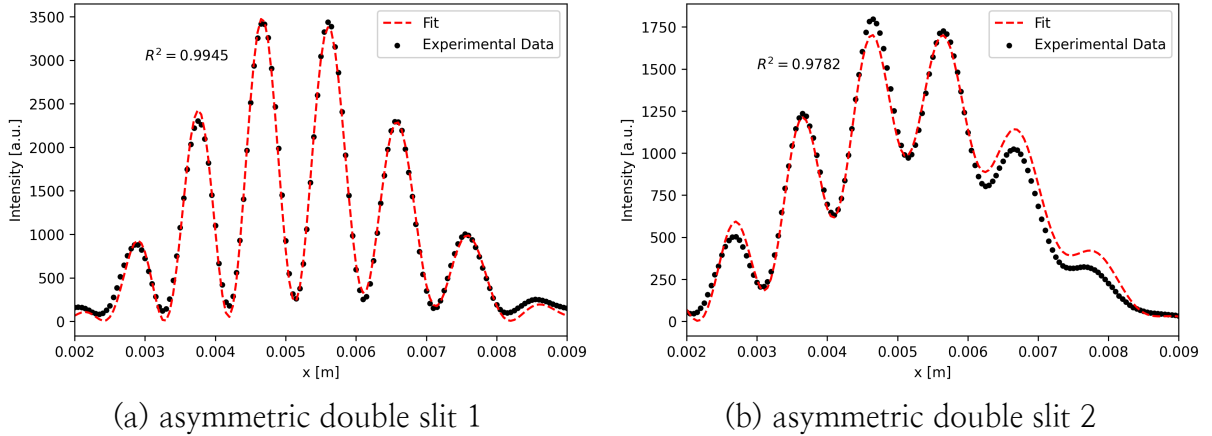 3500
3000
2500
2000
1500
1000
500
0
Intensity [a.u.]
R² = 0.9945
Fit
Experimental Data
0.002 0.003 0.004 0.005 0.006 0.007 0.008 0.009
x [m]
(a) asymmetric double slit 1
1750
1500
1250
1000
750
500
250
0
Intensity [a.u.]
R² = 0.9782
Fit
Experimental Data
0.002 0.003 0.004 0.005 0.006 0.007 0.008 0.009
x [m]
(b) asymmetric double slit 2